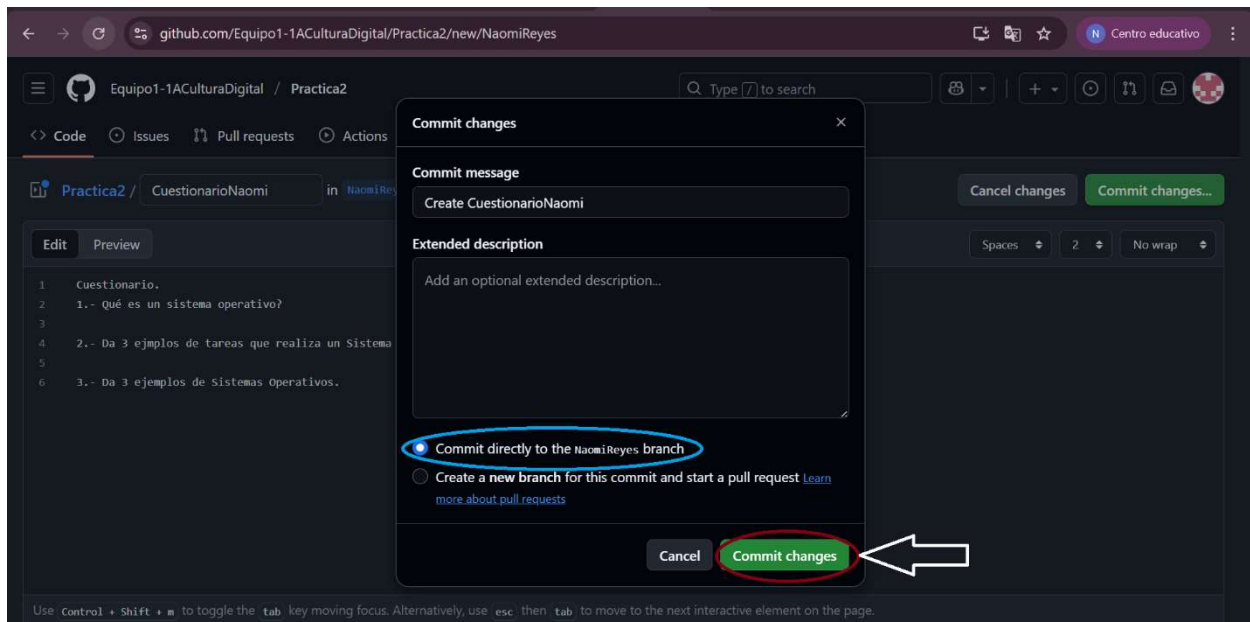 github.com/Equipo1-1ACulturaDigital/Practica2/new/NaomiReyes
N Centro educativo
Equipo1-1ACulturaDigital / Practica2
Type / to search
<> Code Issues Pull requests Actions
Practica2 / CuestionarioNaomi in NaomiRey
Cancel changes Commit changes...
Edit Preview
Spaces 2 No wrap
1 Cuestionario.
2 1.- Qué es un sistema operativo?
3
4 2.- Da 3 ejmplos de tareas que realiza un Sistema
5
6 3.- Da 3 ejemplos de Sistemas Operativos.
Commit changes
Commit message
Create CuestionarioNaomi
Extended description
Add an optional extended description...
Commit directly to the NaomiReyes branch
Create a new branch for this commit and start a pull request Learn
more about pull requests
Cancel Commit changes
Use Control + Shift + m to toggle the tab key moving focus. Alternatively, use esc then tab to move to the next interactive element on the page.